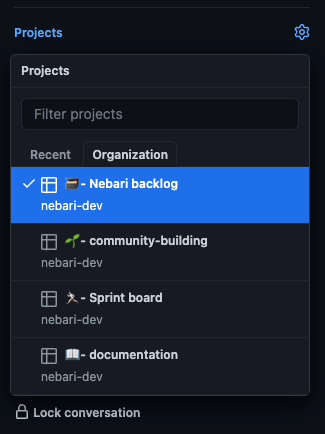 Projects
Projects
Filter projects
Recent Organization
🗃️- Nebari backlog
nebari-dev
🌱- community-building
nebari-dev
🏃🏻- Sprint board
nebari-dev
📖- documentation
nebari-dev
Lock conversation